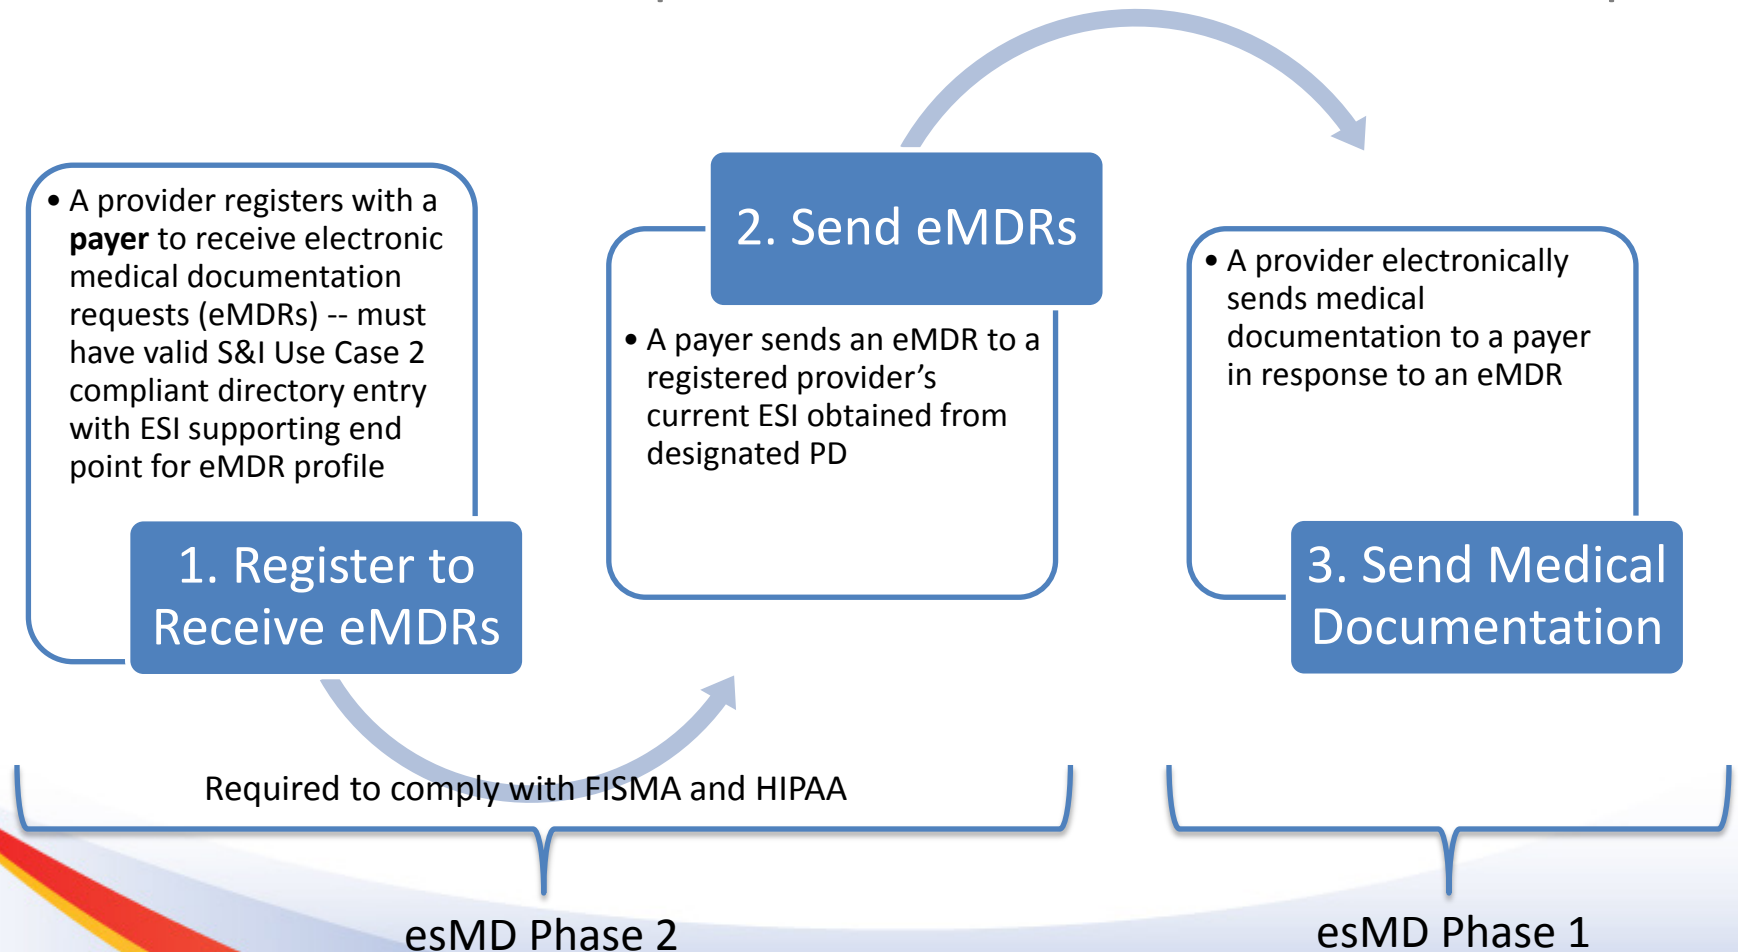 • A provider registers with a
payer to receive electronic
medical documentation
requests (eMDRs) -- must
have valid S&I Use Case 2
compliant directory entry
with ESI supporting end
point for eMDR profile
1. Register to
Receive eMDRs
2. Send eMDRs
• A payer sends an eMDR to a
registered provider’s
current ESI obtained from
designated PD
• A provider electronically
sends medical
documentation to a payer
in response to an eMDR
3. Send Medical
Documentation
Required to comply with FISMA and HIPAA
esMD Phase 2
esMD Phase 1